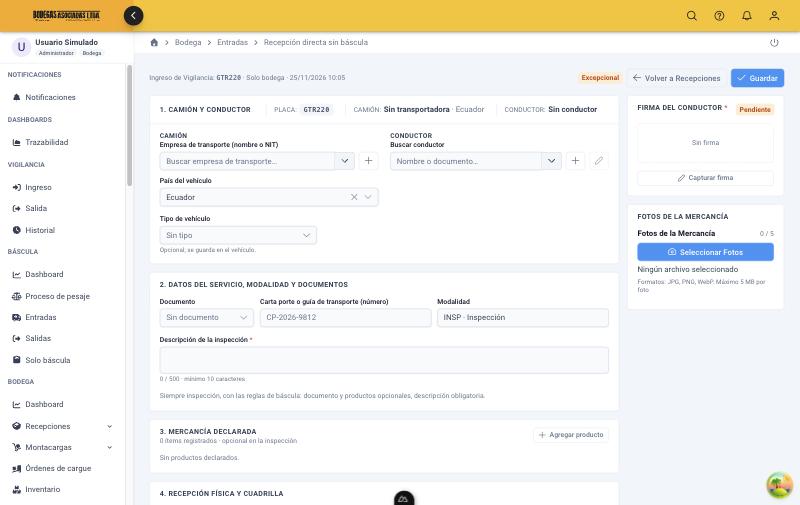 BODEGAS ASOCIADAS LTDA
Bodega
Entradas
Recepción directa sin báscula
U
Usuario Simulado
Administrador
Bodega
NOTIFICACIONES
Notificaciones
DASHBOARDS
Trazabilidad
VIGILANCIA
Ingreso
Salida
Historial
BÁSCULA
Dashboard
Proceso de pesaje
Entradas
Salidas
Solo báscula
BODEGA
Dashboard
Recepciones
Montacargas
Órdenes de cargue
Inventario
Ingreso de Vigilancia: GTR220 · Solo bodega · 25/11/2026 10:05
Excepcional
Volver a Recepciones
Guardar
1. CAMIÓN Y CONDUCTOR
PLACA: GTR220
CAMIÓN: Sin transportadora · Ecuador
CONDUCTOR: Sin conductor
CAMIÓN
Empresa de transporte (nombre o NIT)
Buscar empresa de transporte...
CONDUCTOR
Buscar conductor
Nombre o documento...
País del vehículo
Ecuador
Tipo de vehículo
Sin tipo
Opcional; se guarda en el vehículo.
2. DATOS DEL SERVICIO, MODALIDAD Y DOCUMENTOS
Documento
Sin documento
Carta porte o guía de transporte (número)
CP-2026-9812
Modalidad
INSP · Inspección
Descripción de la inspección *
0 / 500 · mínimo 10 caracteres
Siempre inspección, con las reglas de báscula: documento y productos opcionales, descripción obligatoria.
3. MERCANCÍA DECLARADA
0 ítems registrados · opcional en la inspección
Agregar producto
Sin productos declarados.
4. RECEPCIÓN FÍSICA Y CUADRILLA
FIRMA DEL CONDUCTOR *
Pendiente
Sin firma
Capturar firma
FOTOS DE LA MERCANCÍA
Fotos de la Mercancía
0 / 5
Seleccionar Fotos
Ningún archivo seleccionado
Formatos: JPG, PNG, WebP. Máximo 5 MB por
foto